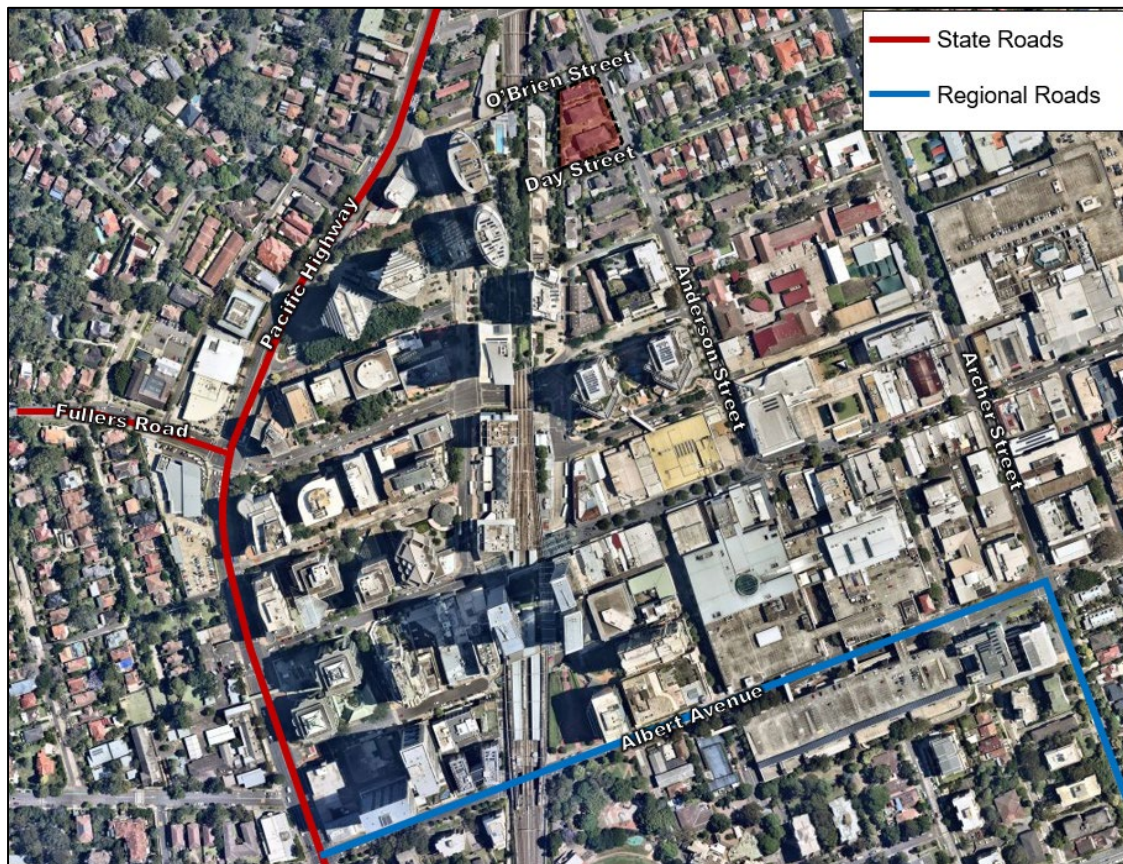 State Roads
Regional Roads
O'Brien Street
Day Street
Pacific Highway
Anderson Street
Archer Street
Fullers Road
Albert Avenue